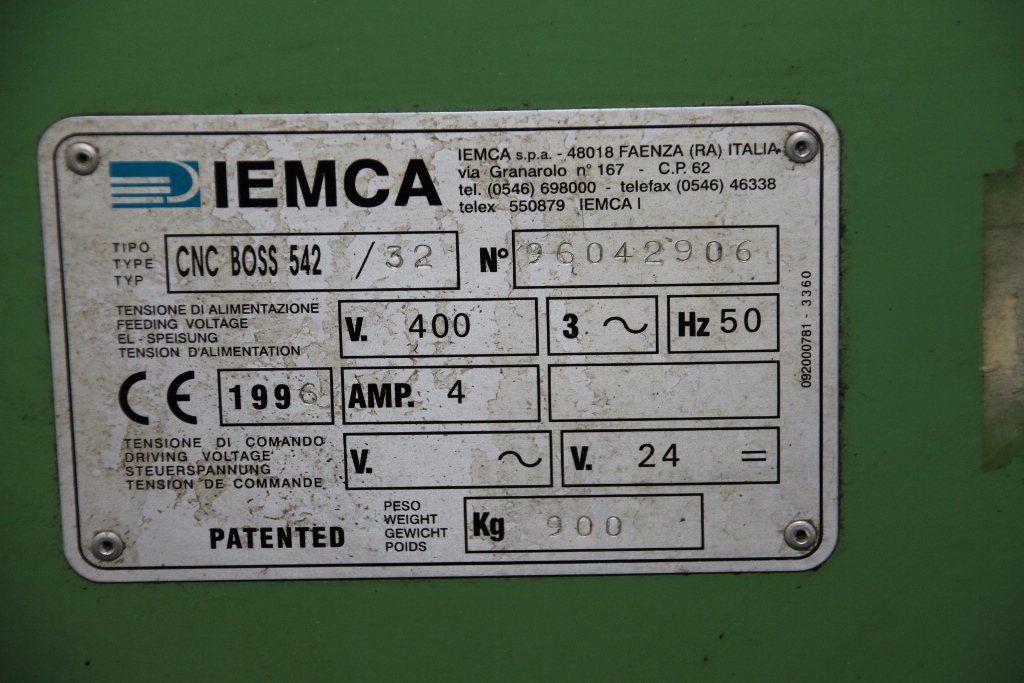 IEMCA
IEMCA s.p.a. - 48018 FAENZA (RA) ITALIA
via Granarolo n° 167 - C.P. 62
tel. (0546) 698000 - telefax (0546) 46338
telex 550879 IEMCA I
TIPO
TYPE
TYP
CNC BOSS 542 /32
N° 96042906
TENSIONE DI ALIMENTAZIONE
FEEDING VOLTAGE
EL - SPEISUNG
TENSION D'ALIMENTATION
V. 400
3 ~
Hz 50
CE
1996
AMP. 4
TENSIONE DI COMANDO
DRIVING VOLTAGE
STEUERSPANNUNG
TENSION DE COMMANDE
V. ~
V. 24 =
PATENTED
PESO
WEIGHT
GEWICHT
POIDS
Kg 900
092000781 - 3360